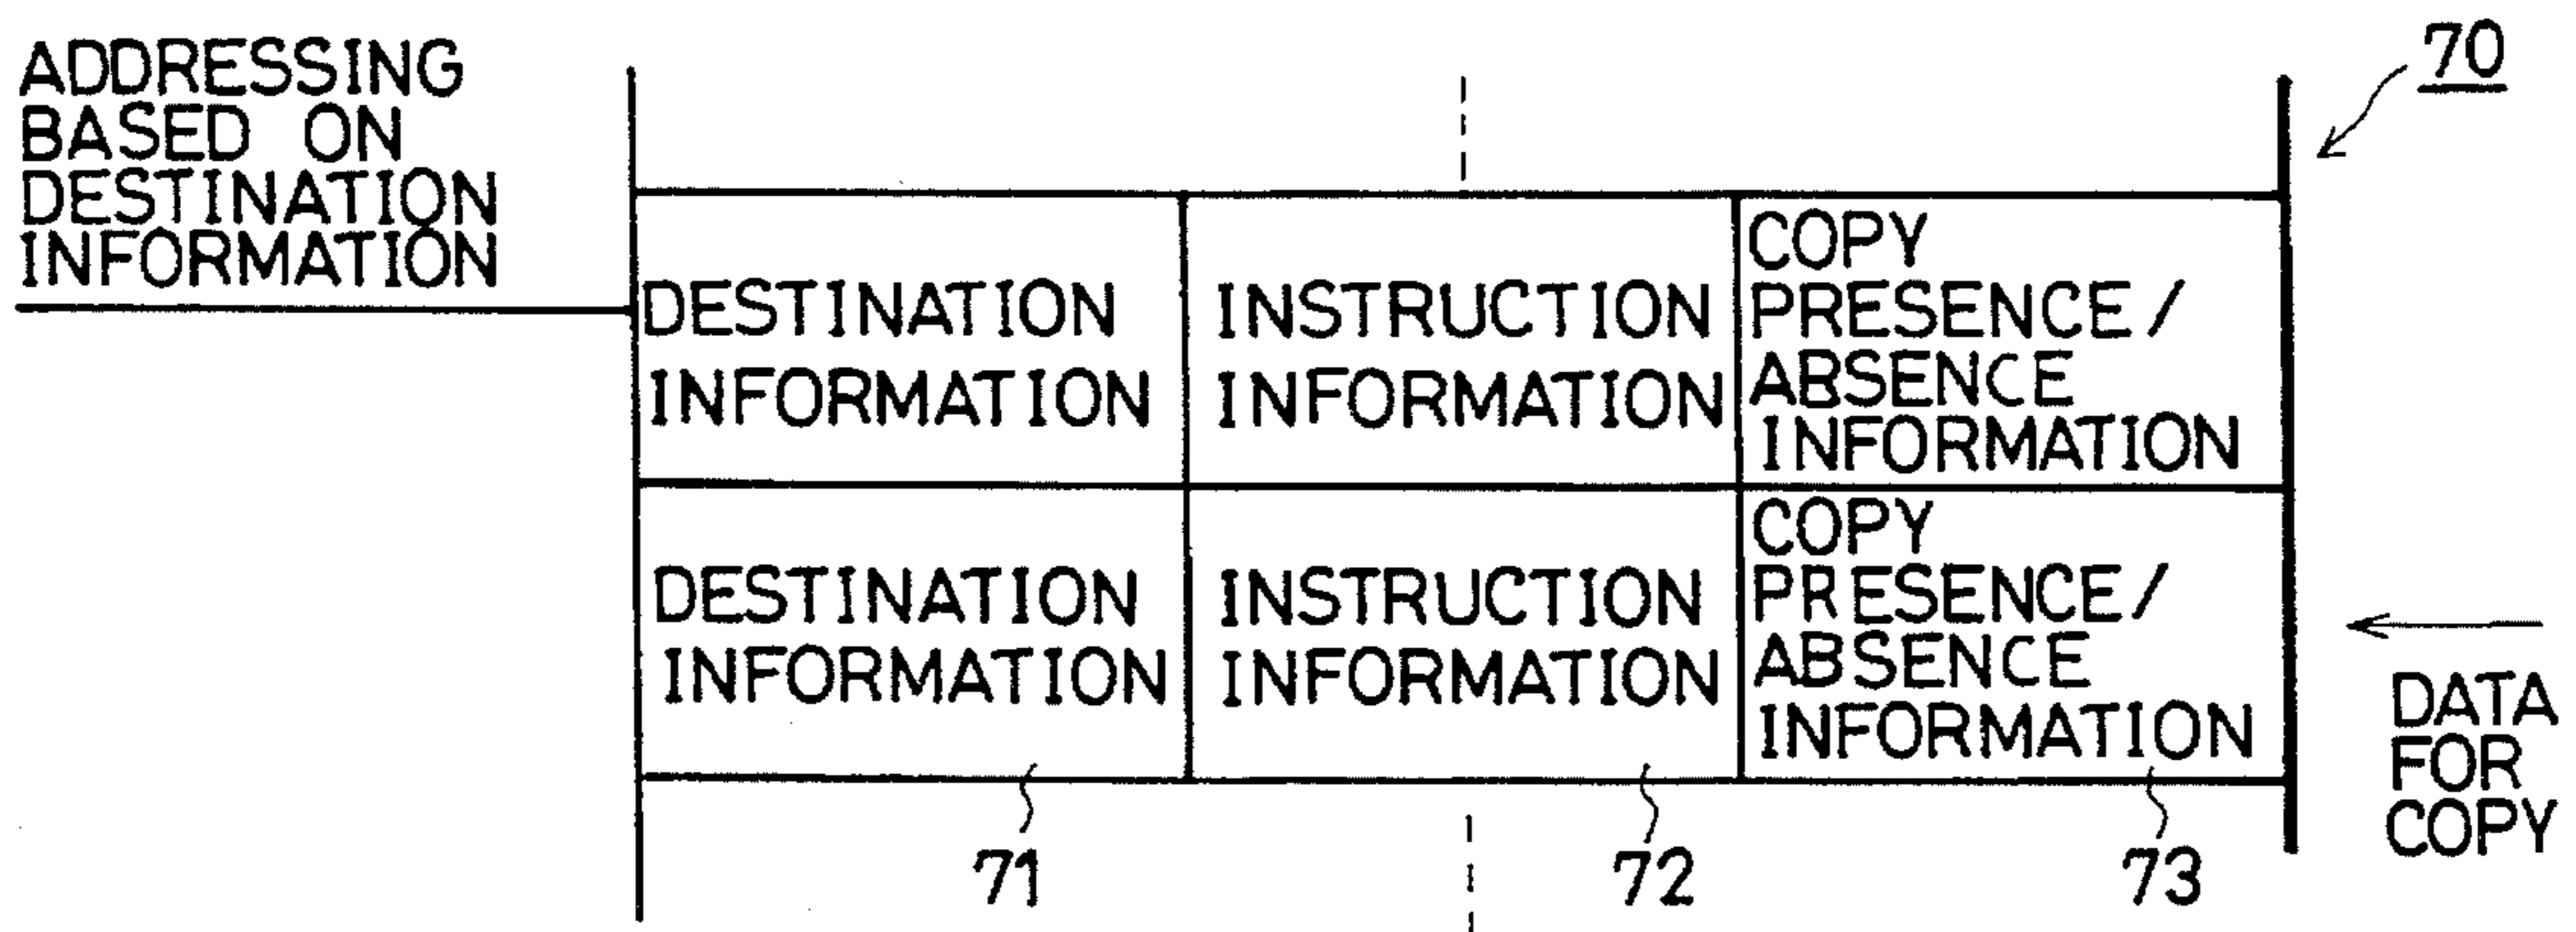 ADDRESSING
BASED ON
DESTINATION
INFORMATION
70
DESTINATION
INFORMATION
INSTRUCTION
INFORMATION
COPY
PRESENCE/
ABSENCE
INFORMATION
DESTINATION
INFORMATION
INSTRUCTION
INFORMATION
COPY
PRESENCE/
ABSENCE
INFORMATION
DATA
FOR
COPY
71
72
73